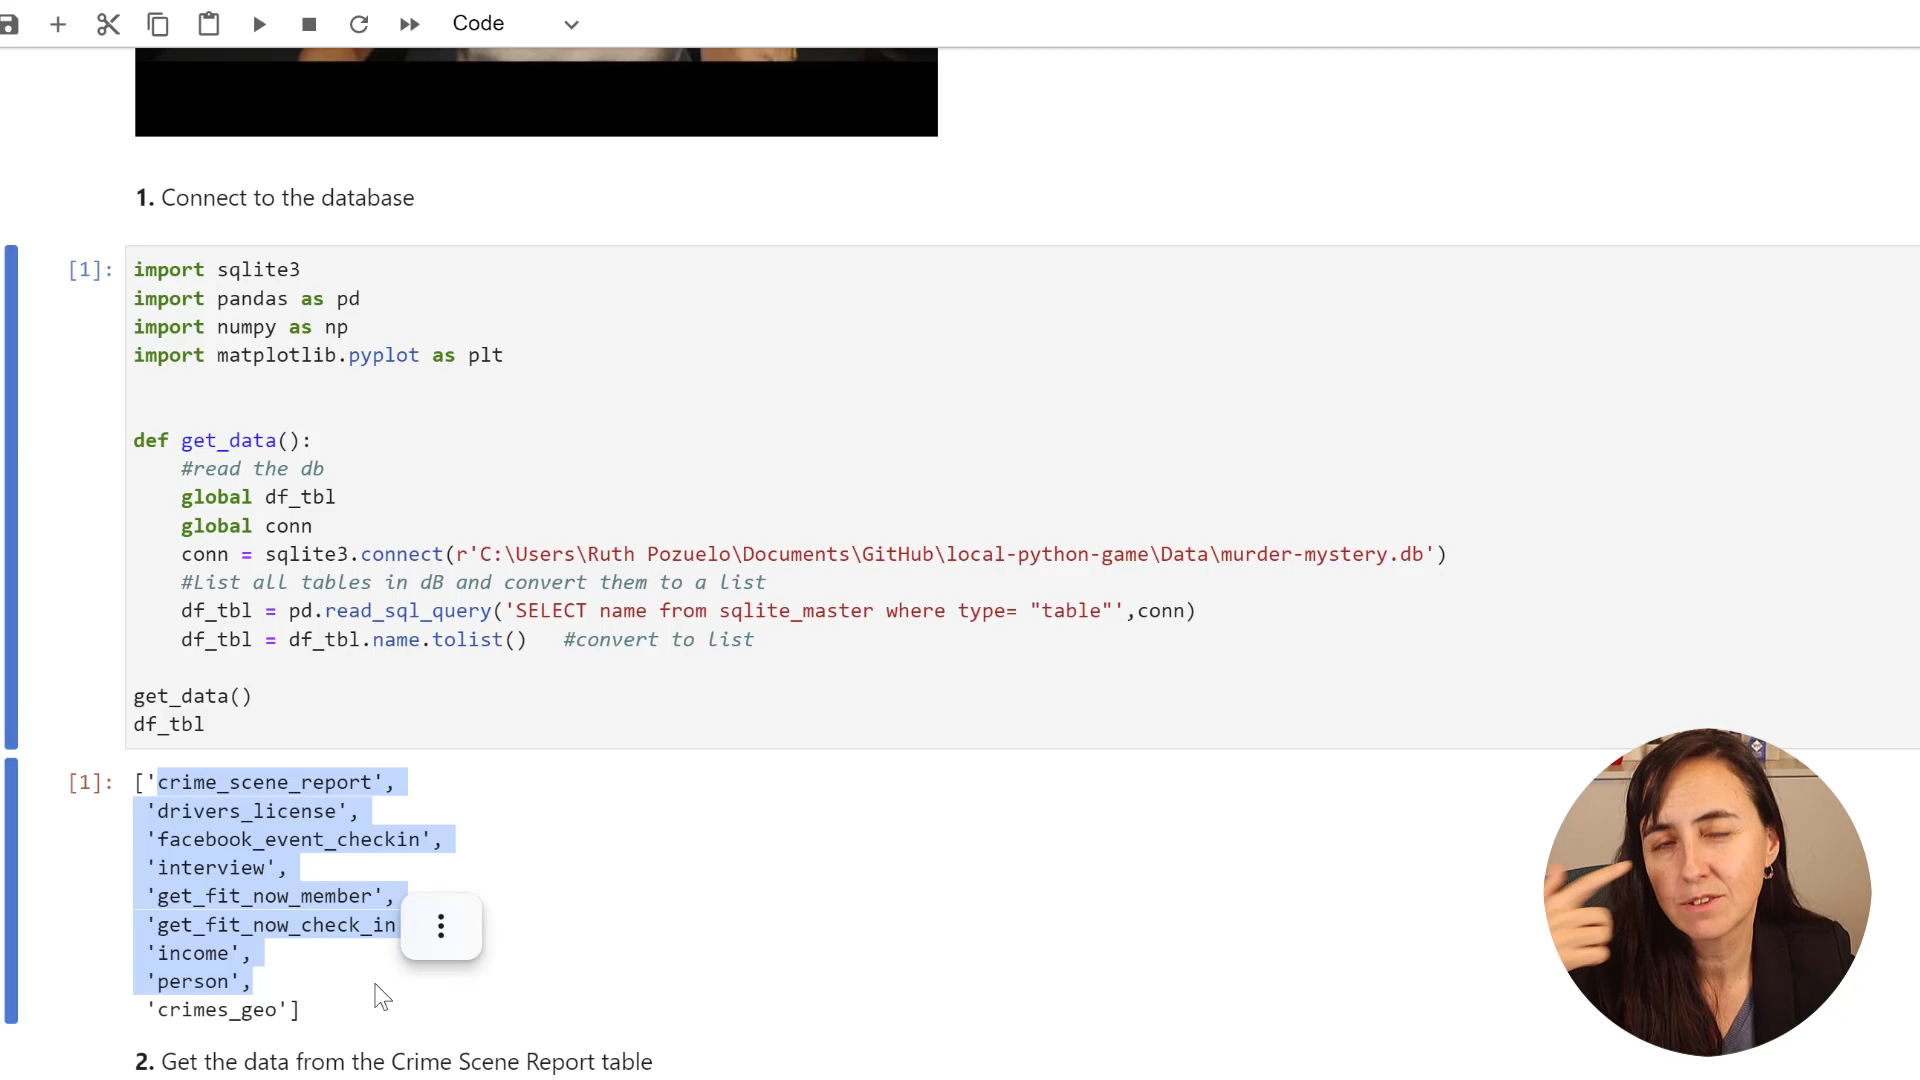 Code
1. Connect to the database
[1]:
import sqlite3
import pandas as pd
import numpy as np
import matplotlib.pyplot as plt
def get_data():
#read the db
global df_tbl
global conn
conn = sqlite3.connect(r'C:\Users\Ruth Pozuelo\Documents\GitHub\local-python-game\Data\murder-mystery.db')
#List all tables in dB and convert them to a list
df_tbl = pd.read_sql_query('SELECT name from sqlite_master where type= "table"',conn)
df_tbl = df_tbl.name.tolist()   #convert to list
get_data()
df_tbl
[1]: ['crime_scene_report',
'drivers_license',
'facebook_event_checkin',
'interview',
'get_fit_now_member',
'get_fit_now_check_in
'income',
'person',
'crimes_geo']
2. Get the data from the Crime Scene Report table